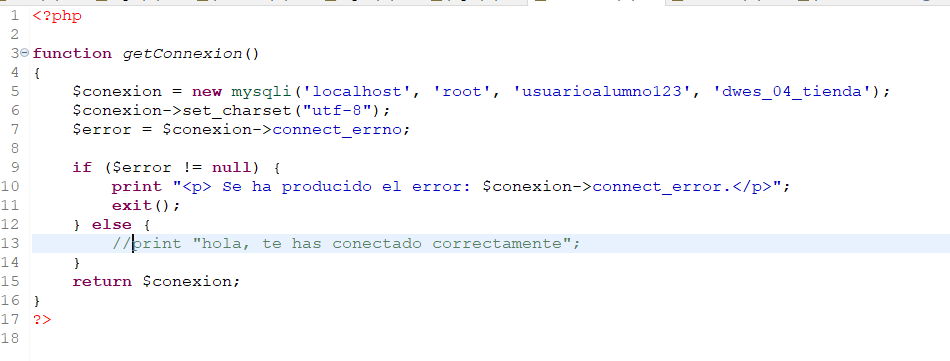 1 <?php
2
3 function getConnexion()
4 {
5     $conexion = new mysqli('localhost', 'root', 'usuarioalumno123', 'dwes_04_tienda');
6     $conexion->set_charset("utf-8");
7     $error = $conexion->connect_errno;
8
9     if ($error != null) {
10         print "<p> Se ha producido el error: $conexion->connect_error.</p>";
11         exit();
12     } else {
13         //print "hola, te has conectado correctamente";
14     }
15     return $conexion;
16 }
17 ?>
18